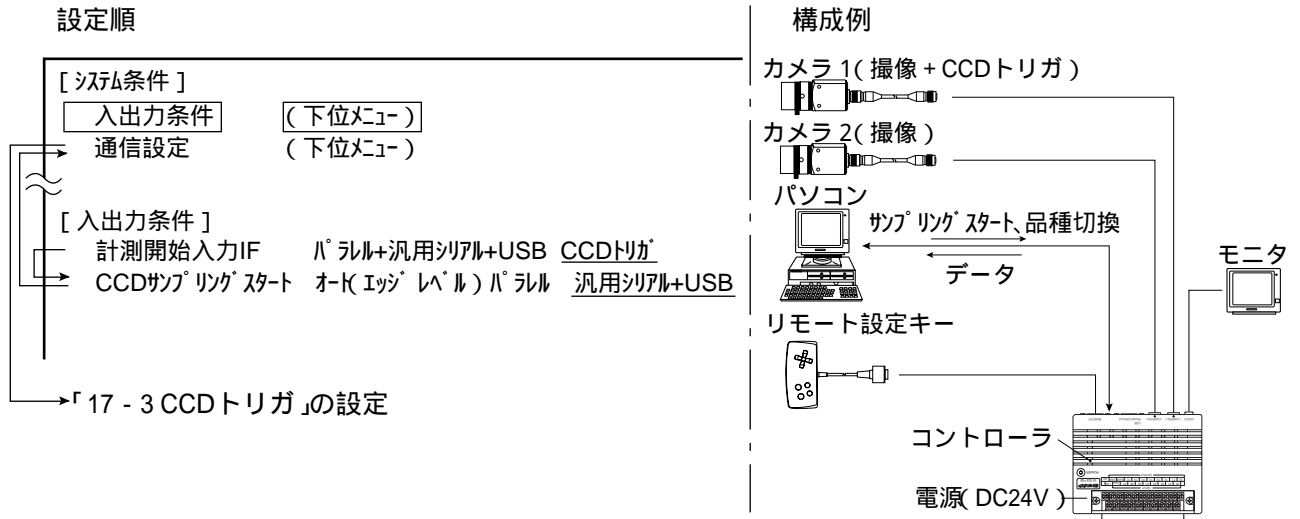 設定順
[ ｼｽﾃﾑ条件 ]
入出力条件 ( 下位ﾒﾆｭｰ )
通信設定 ( 下位ﾒﾆｭｰ )
[ 入出力条件 ]
計測開始入力IF ﾊﾟﾗﾚﾙ+汎用ｼﾘｱﾙ+USB CCDﾄﾘｶﾞ
CCDｻﾝﾌﾟﾘﾝｸﾞｽﾀｰﾄ ｵｰﾄ( ｴｯｼﾞ ﾚﾍﾞﾙ ) ﾊﾟﾗﾚﾙ 汎用ｼﾘｱﾙ+USB
「 17 - 3 CCDトリガ 」の設定
構成例
カメラ 1( 撮像 + CCDトリガ )
カメラ 2( 撮像 )
パソコン
ｻﾝﾌﾟﾘﾝｸﾞｽﾀｰﾄ、品種切換
データ
モニタ
リモート設定キー
コントローラ
電源( DC24V )